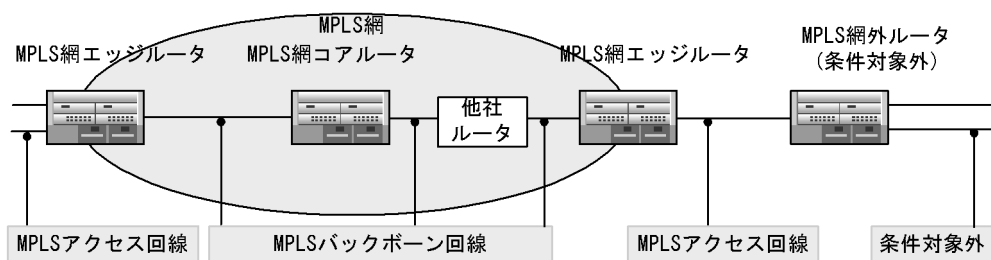 MPLS網
MPLS網エッジルータ
MPLS網コアルータ
MPLS網エッジルータ
MPLS網外ルータ
(条件対象外)
他社
ルータ
MPLSアクセス回線
MPLSバックボーン回線
MPLSアクセス回線
条件対象外